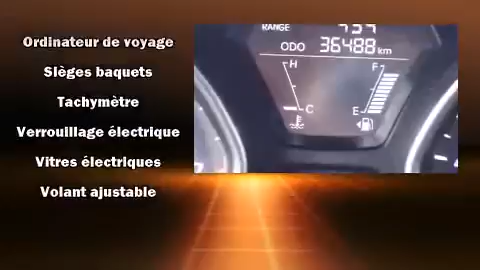 Ordinateur de voyage
Sièges baquets
Tachymètre
Verrouillage électrique
Vitres électriques
Volant ajustable
RANGE
ODO 36488 km
H F
C E